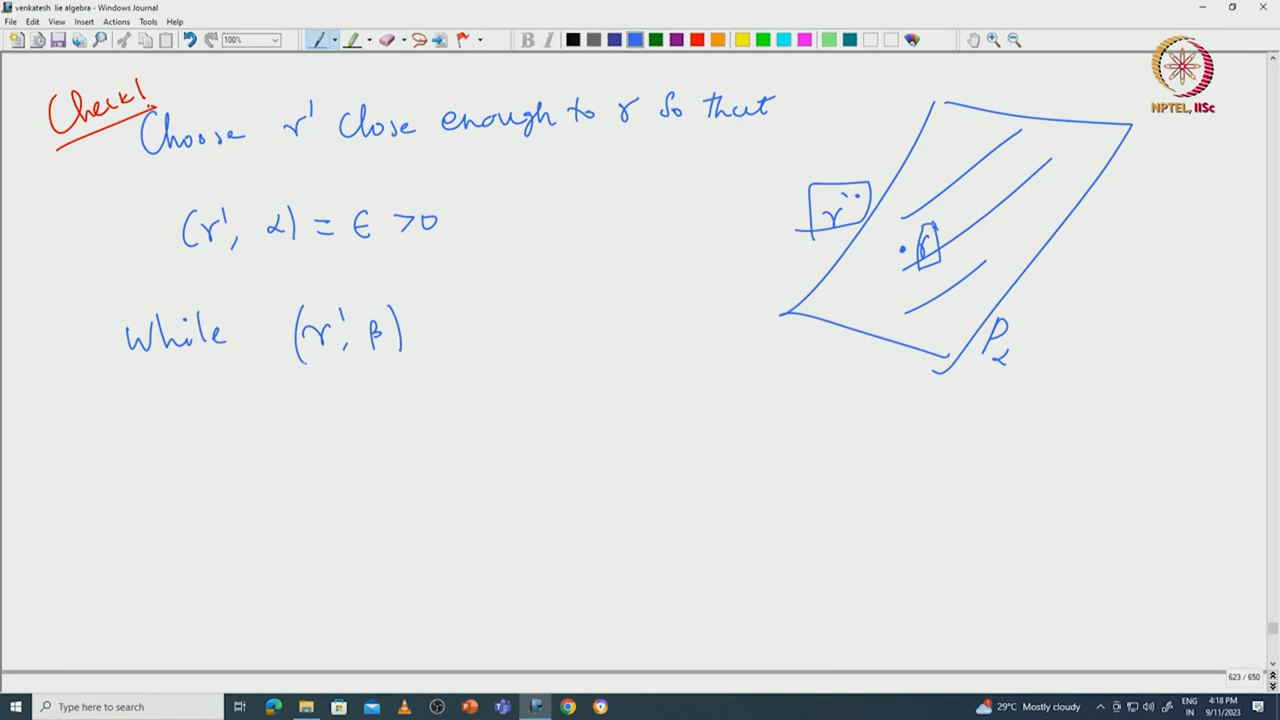 venkatesh lie algebra - Windows Journal
File Edit View Insert Actions Tools Help
100%
NPTEL, IISc
Check!
Choose γ' close enough to γ so that
(γ', α) = ϵ >0
While (γ', β)
γ'
γ
P_α
623 / 650
Type here to search
29°C Mostly cloudy
ENG
IN
4:18 PM
9/11/2023